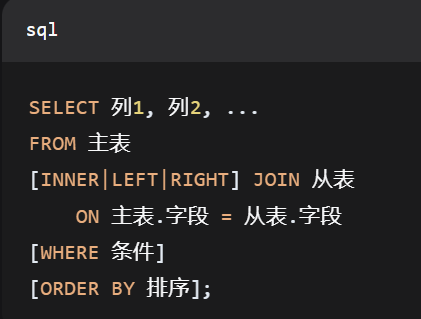 sql
SELECT 列1, 列2, ...
FROM 主表
[INNER|LEFT|RIGHT] JOIN 从表
    ON 主表.字段 = 从表.字段
[WHERE 条件]
[ORDER BY 排序];